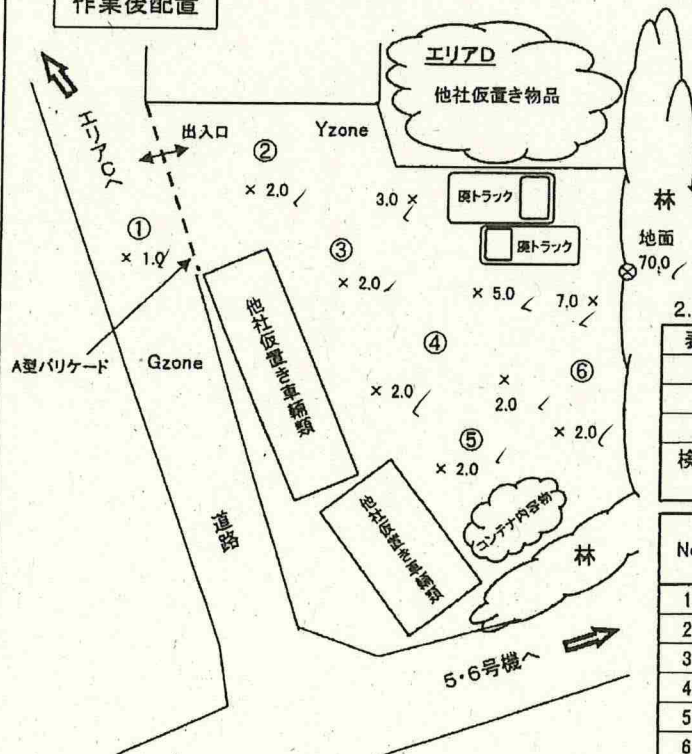 作業後配置
エリアD
他社仮置き物品
エリアCへ
出入口
Yzone
②
× 2.0
3.0 ×
廃トラック
廃トラック
林
地面
70.0
①
× 1.0
③
× 2.0
× 5.0
7.0 ×
2.
A型バリケード
Gzone
他社仮置き車輛類
④
× 2.0
×
2.0
⑥
× 2.0
⑤
× 2.0
コンテナ内容物
他社仮置き車輛類
道路
林
5・6号機へ
検
No
1
2
3
4
5
6